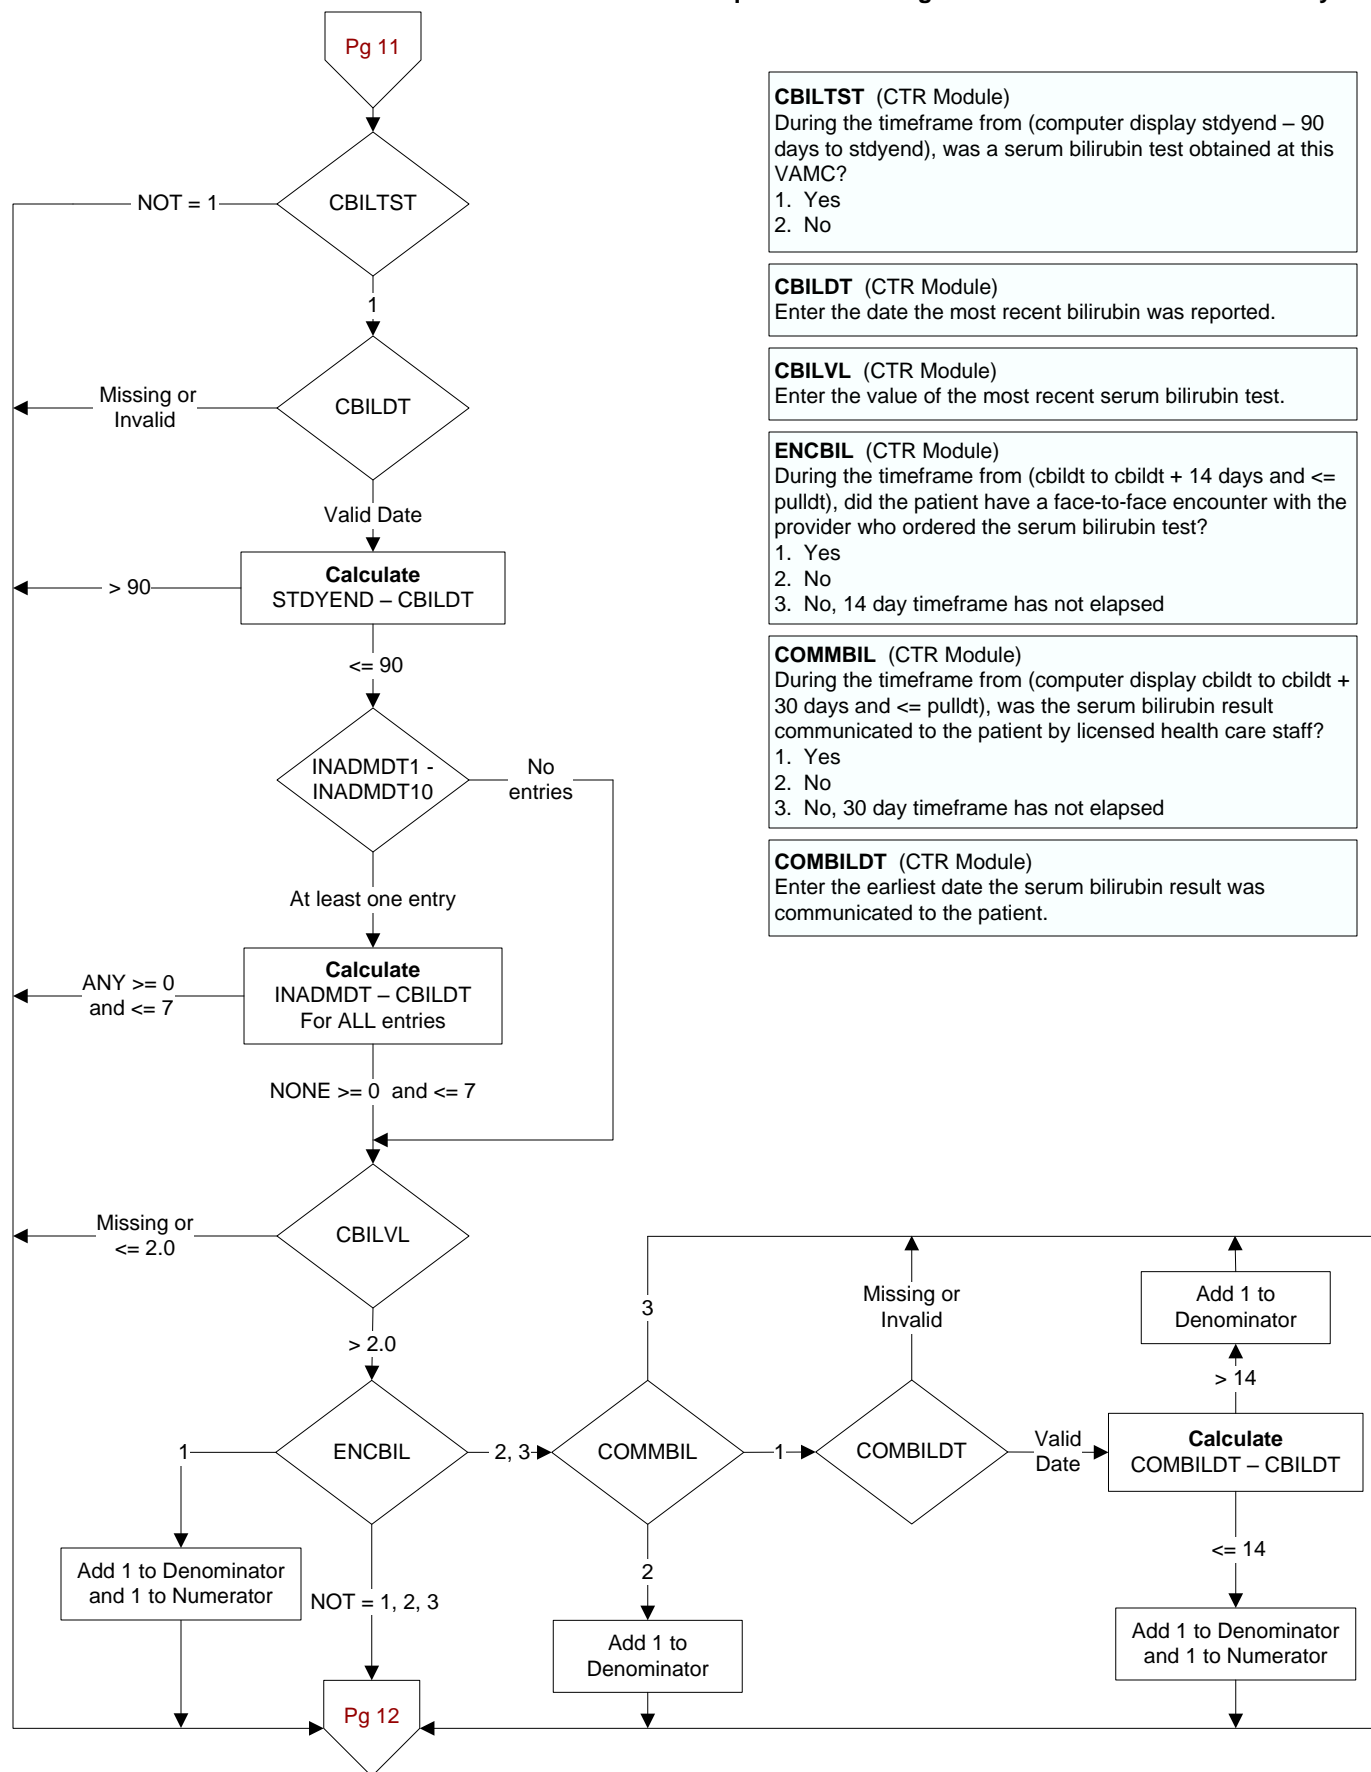 Pg 11
CBILTST (CTR Module)
During the timeframe from (computer display stdyend – 90
days to stdyend), was a serum bilirubin test obtained at this
VAMC?
1. Yes
2. No
CBILDT (CTR Module)
Enter the date the most recent bilirubin was reported.
CBILVL (CTR Module)
Enter the value of the most recent serum bilirubin test.
ENCBIL (CTR Module)
During the timeframe from (cbildt to cbildt + 14 days and <=
pulldt), did the patient have a face-to-face encounter with the
provider who ordered the serum bilirubin test?
1. Yes
2. No
3. No, 14 day timeframe has not elapsed
COMMBIL (CTR Module)
During the timeframe from (computer display cbildt to cbildt +
30 days and <= pulldt), was the serum bilirubin result
communicated to the patient by licensed health care staff?
1. Yes
2. No
3. No, 30 day timeframe has not elapsed
COMBILDT (CTR Module)
Enter the earliest date the serum bilirubin result was
communicated to the patient.
NOT = 1
CBILTST
1
Missing or
Invalid
CBILDT
Valid Date
> 90
Calculate
STDYEND – CBILDT
<= 90
INADMDT1 -
INADMDT10
No
entries
At least one entry
ANY >= 0
and <= 7
Calculate
INADMDT – CBILDT
For ALL entries
NONE >= 0 and <= 7
Missing or
<= 2.0
CBILVL
> 2.0
1
ENCBIL
2, 3
NOT = 1, 2, 3
Add 1 to Denominator
and 1 to Numerator
3
COMMBIL
1
2
Add 1 to
Denominator
Missing or
Invalid
COMBILDT
Valid
Date
Add 1 to
Denominator
> 14
Calculate
COMBILDT – CBILDT
<= 14
Add 1 to Denominator
and 1 to Numerator
Pg 12